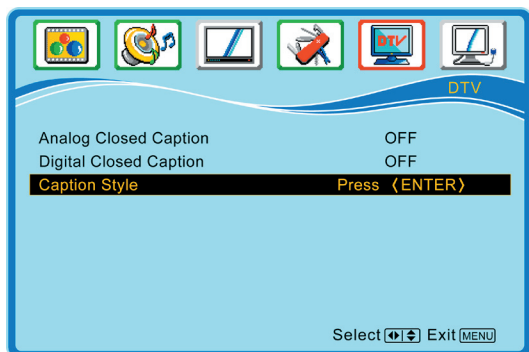 DTV
DTV
Analog Closed Caption OFF
Digital Closed Caption OFF
Caption Style Press 〈ENTER〉
Select Exit MENU